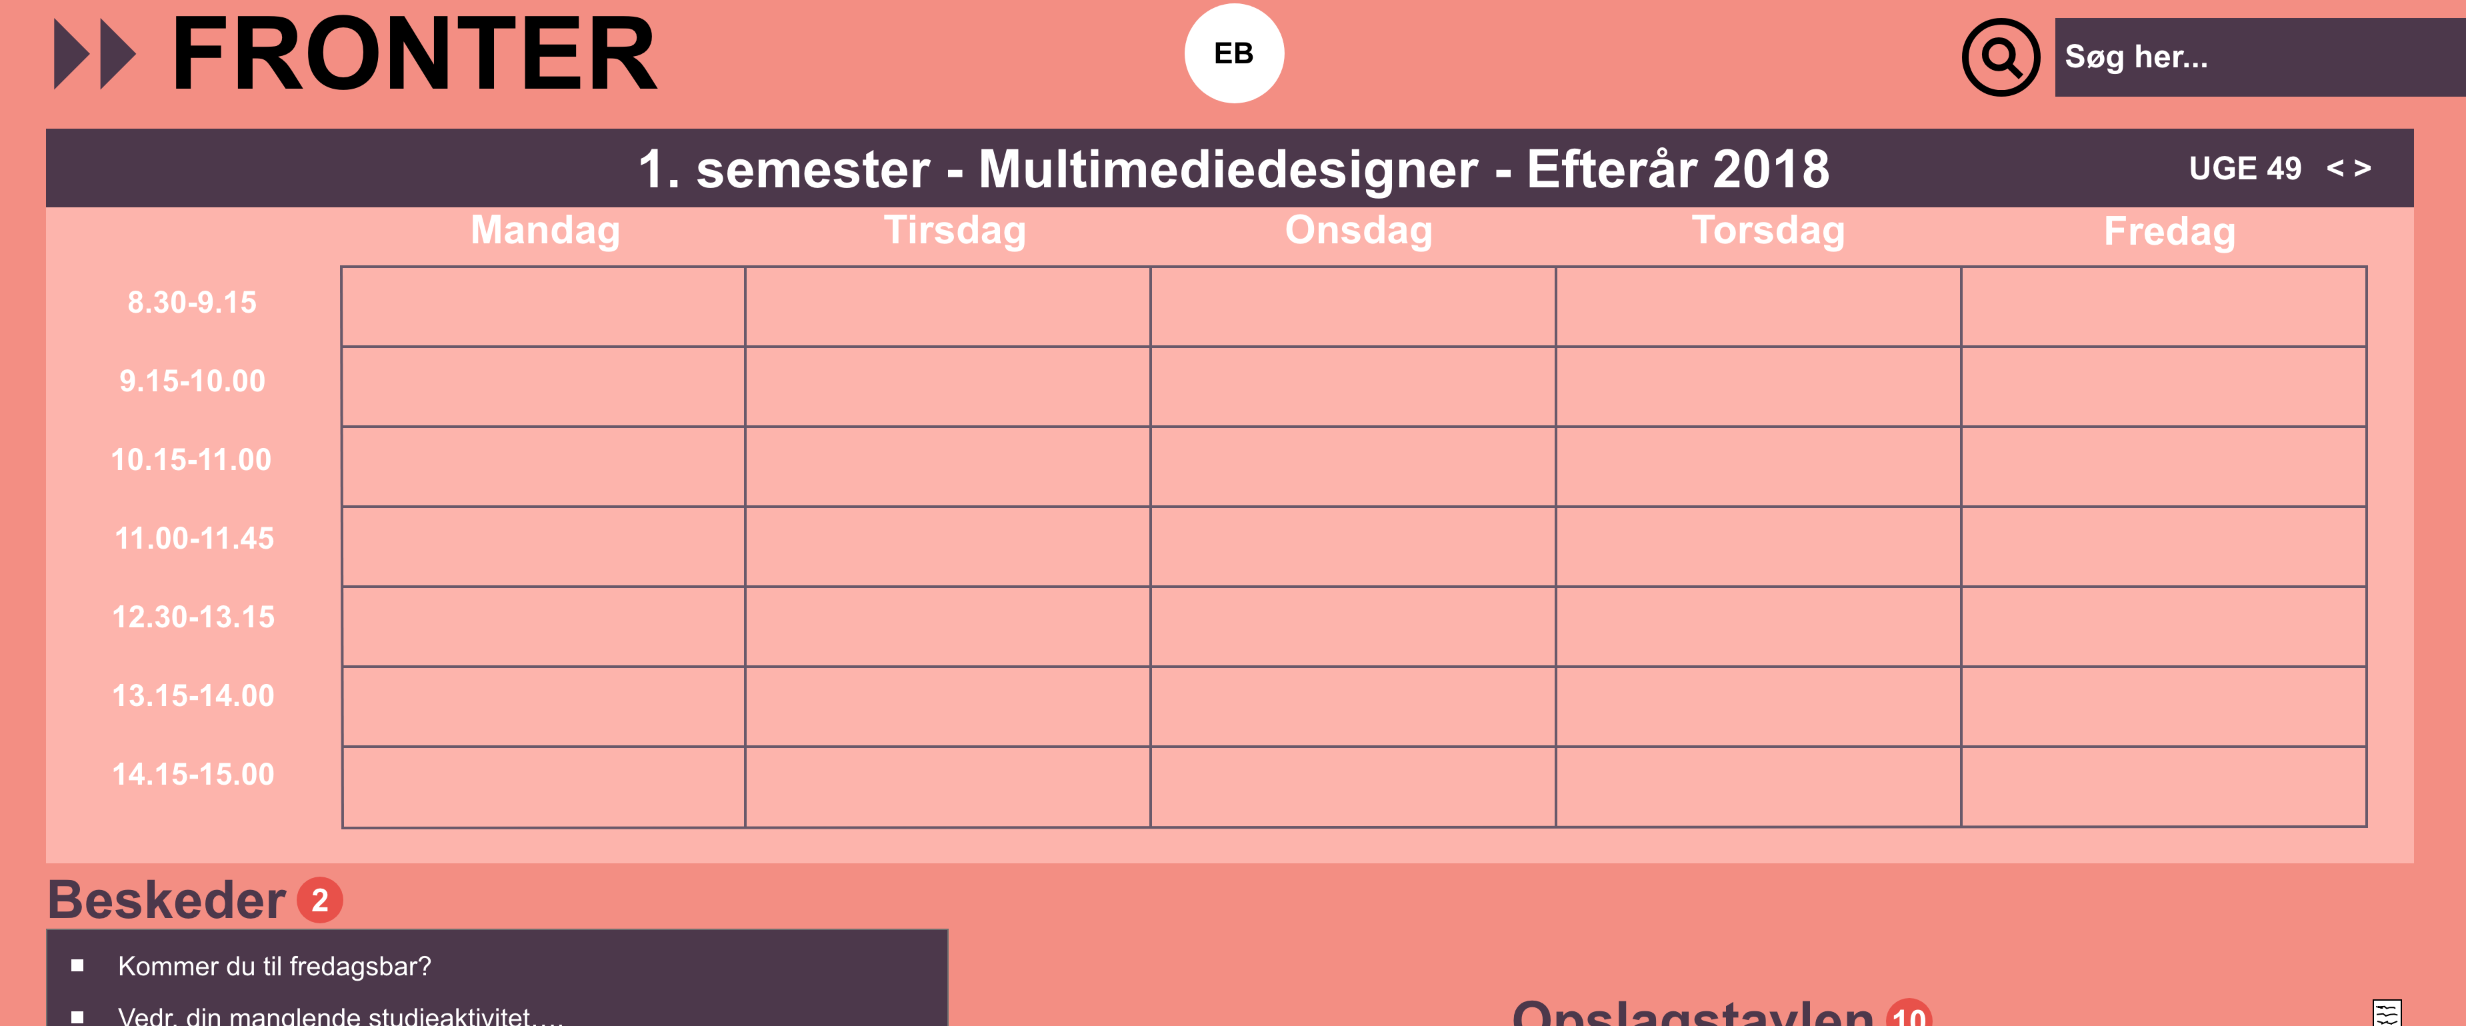 FRONTER
EB
Søg her...
1. semester - Multimediedesigner - Efterår 2018
UGE 49 < >
Mandag Tirsdag Onsdag Torsdag Fredag
8.30-9.15
9.15-10.00
10.15-11.00
11.00-11.45
12.30-13.15
13.15-14.00
14.15-15.00
Beskeder 2
Kommer du til fredagsbar?
Vedr. din manglende studieaktivitet....
Opslagstavlen 10